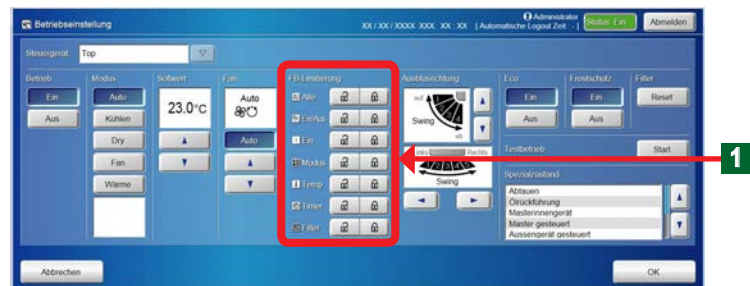 Betriebseinstellung
XX / XX / XXXX XXX XX : XX [ Automatische Logout Zeit : - ]
Administrator
Status: Ein
Abmelden
Steuergerät Top
Betrieb
Ein
Aus
Modus
Auto
Kühlen
Dry
Fan
Wärme
Sollwert
23.0°C
Fan
Auto
Auto
FB-Limitierung
Alle
Ein/Aus
Ein
Modus
Temp
Timer
Filter
Ausblasrichtung
auf
Swing
ab
Links Rechts
Swing
Eco
Ein
Aus
Frostschutz
Ein
Aus
Filter
Reset
Testbetrieb
Start
Spezialzustand
Abtauen
Ölrückführung
Masterinnengerät
Master gesteuert
Aussengerät gesteuert
1
Abbrechen
OK